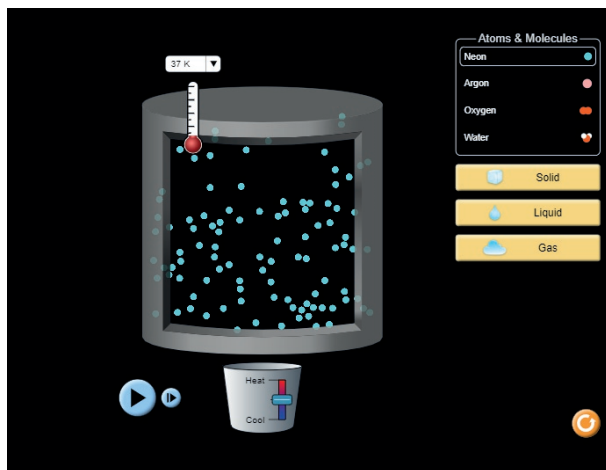 Atoms & Molecules
37 K
Neon
Argon
Oxygen
Water
Solid
Liquid
Gas
Heat
Cool